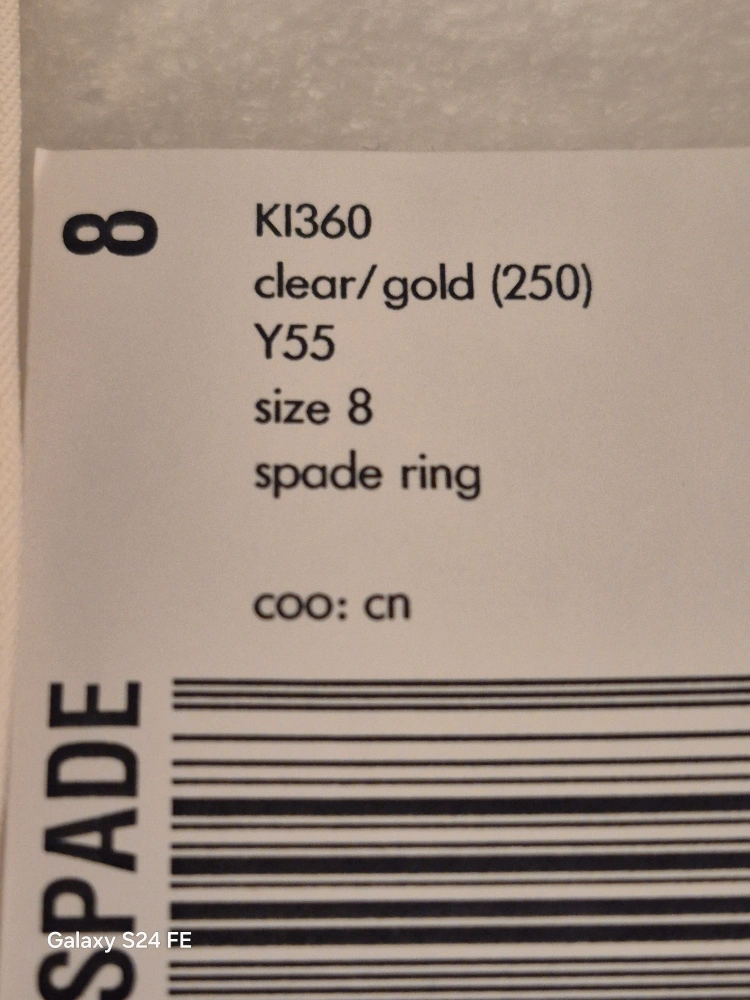 8
KI360
clear/gold (250)
Y55
size 8
spade ring
coo: cn
SPADE
Galaxy S24 FE